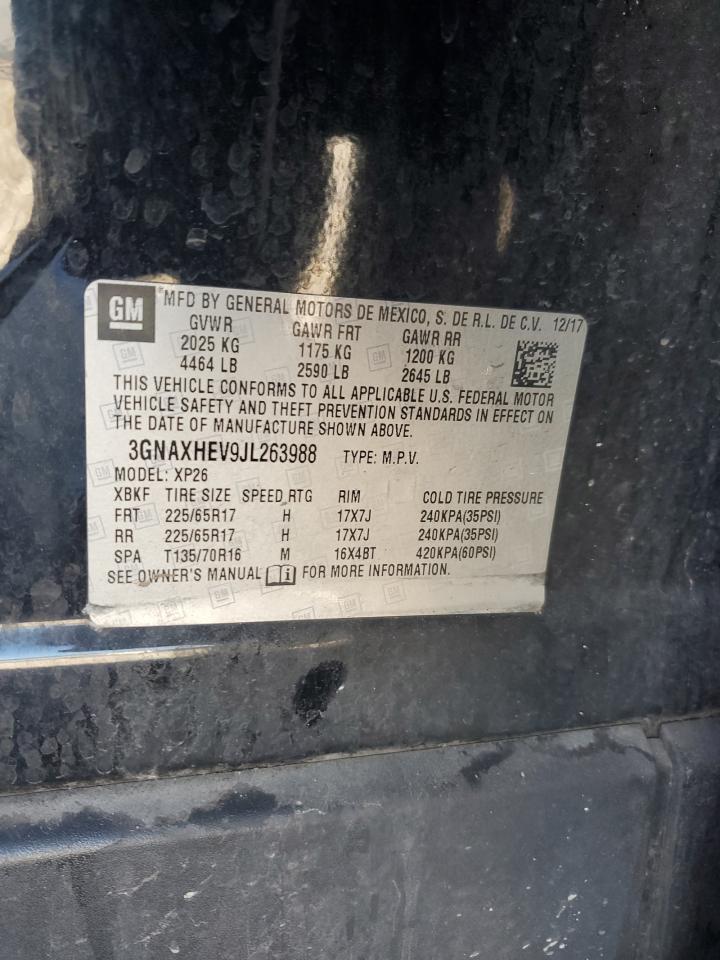 GM MFD BY GENERAL MOTORS DE MEXICO, S. DE R.L. DE C.V. 12/17
GVWR GAWR FRT GAWR RR
2025 KG 1175 KG 1200 KG
4464 LB 2590 LB 2645 LB
THIS VEHICLE CONFORMS TO ALL APPLICABLE U.S. FEDERAL MOTOR
VEHICLE SAFETY AND THEFT PREVENTION STANDARDS IN EFFECT ON
THE DATE OF MANUFACTURE SHOWN ABOVE.
3GNAXHEV9JL263988 TYPE: M.P.V.
MODEL: XP26
XBKF TIRE SIZE SPEED RTG RIM COLD TIRE PRESSURE
FRT 225/65R17 H 17X7J 240KPA(35PSI)
RR 225/65R17 H 17X7J 240KPA(35PSI)
SPA T135/70R16 M 16X4BT 420KPA(60PSI)
SEE OWNER'S MANUAL FOR MORE INFORMATION.